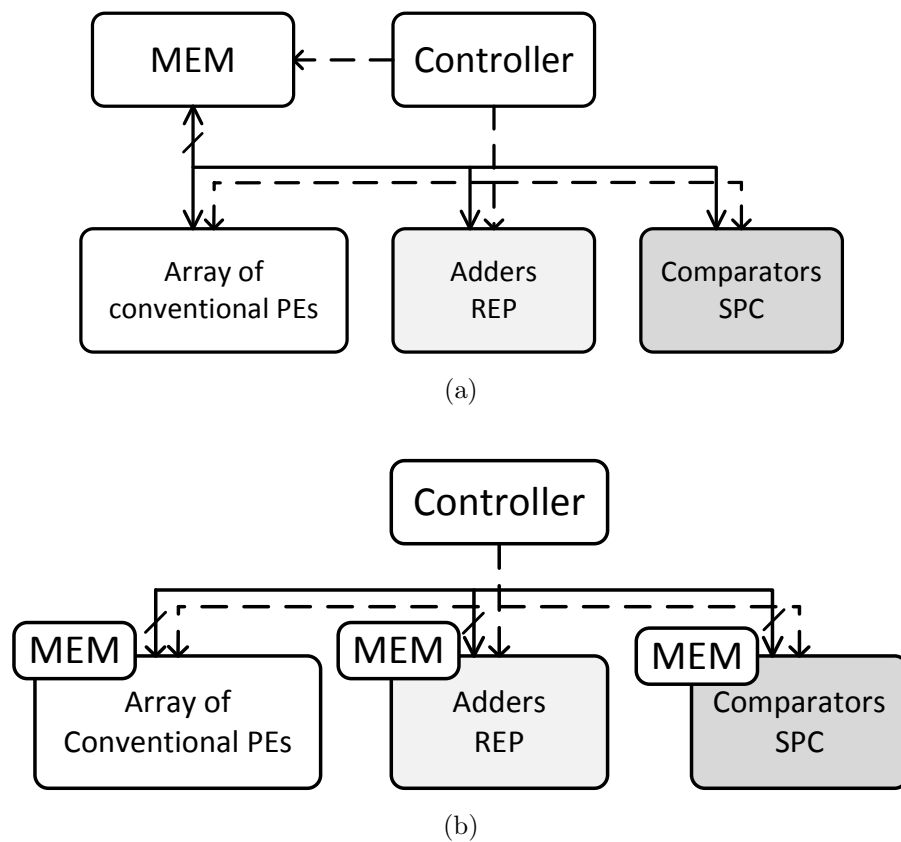 MEM
Controller
Array of
conventional PEs
Adders
REP
Comparators
SPC
(a)
Controller
MEM
MEM
MEM
Array of
Conventional PEs
Adders
REP
Comparators
SPC
(b)